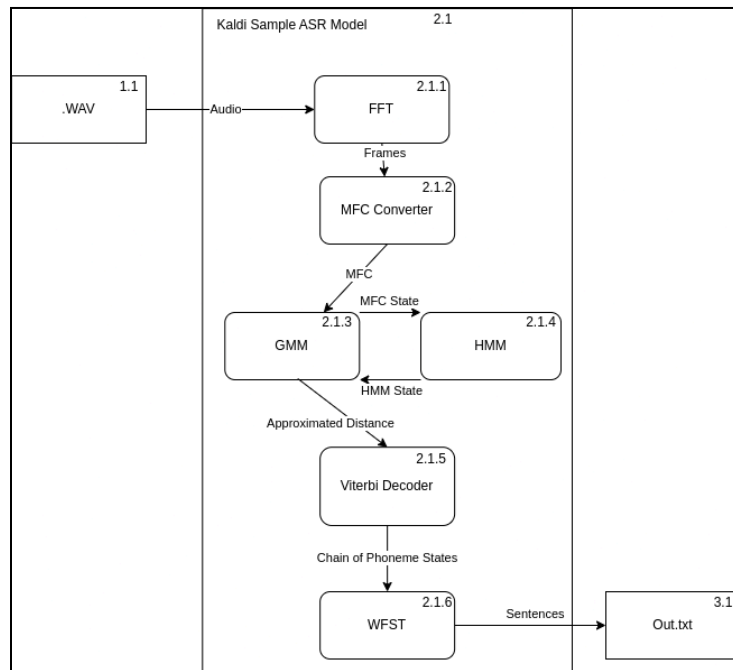 Kaldi Sample ASR Model
2.1
1.1
.WAV
Audio
2.1.1
FFT
Frames
2.1.2
MFC Converter
MFC
MFC State
2.1.3
GMM
2.1.4
HMM
HMM State
Approximated Distance
2.1.5
Viterbi Decoder
Chain of Phoneme States
2.1.6
WFST
Sentences
3.1
Out.txt